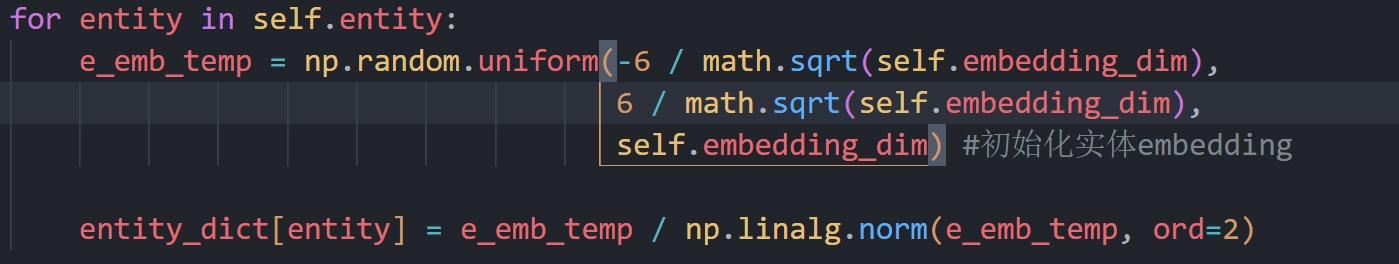 for entity in self.entity:
e_emb_temp = np.random.uniform(-6 / math.sqrt(self.embedding_dim),
6 / math.sqrt(self.embedding_dim),
self.embedding_dim) #初始化实体embedding
entity_dict[entity] = e_emb_temp / np.linalg.norm(e_emb_temp, ord=2)